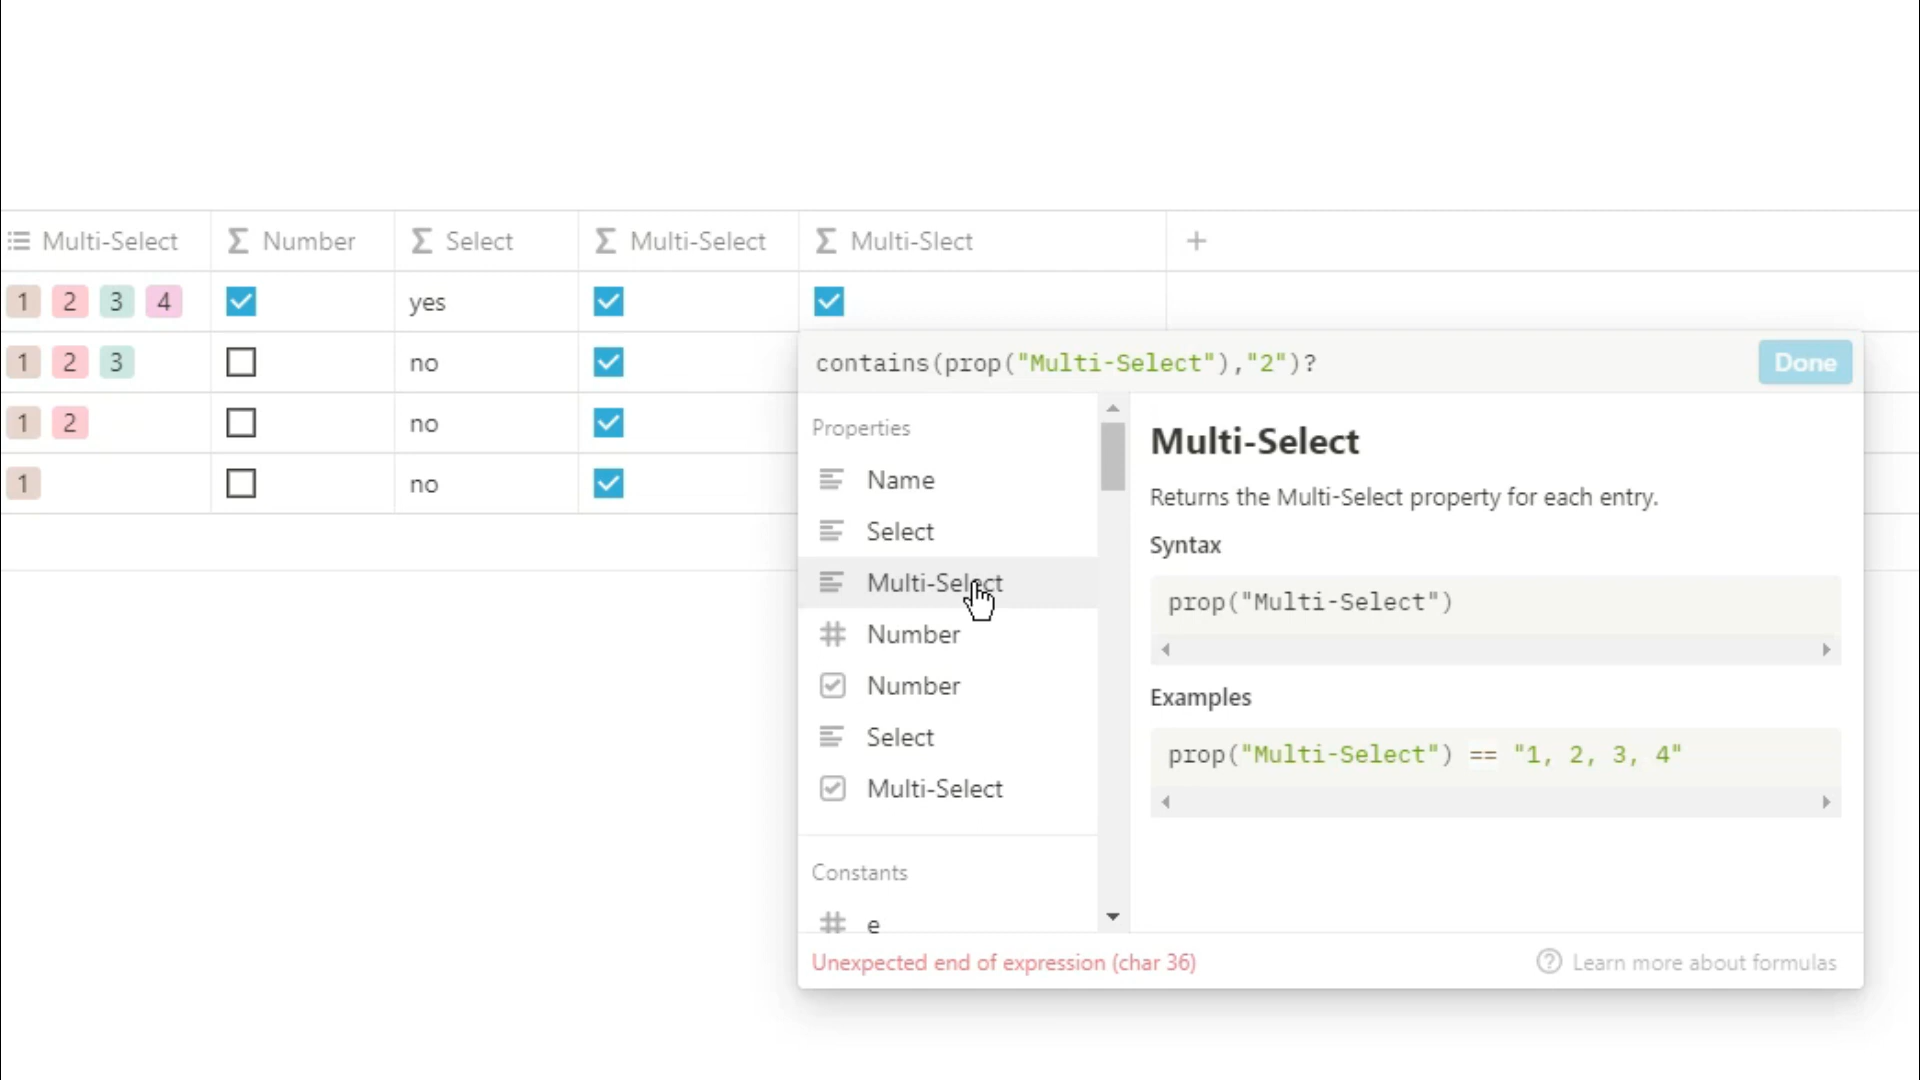 Multi-Select Number Select Multi-Select Multi-Slect +
1 2 3 4 yes
1 2 3 no
1 2 no
1 no
contains(prop("Multi-Select"),"2")?
Done
Properties
Name
Select
Multi-Select
Number
Number
Select
Multi-Select
Constants
e
Multi-Select
Returns the Multi-Select property for each entry.
Syntax
prop("Multi-Select")
Examples
prop("Multi-Select") == "1, 2, 3, 4"
Unexpected end of expression (char 36)
Learn more about formulas